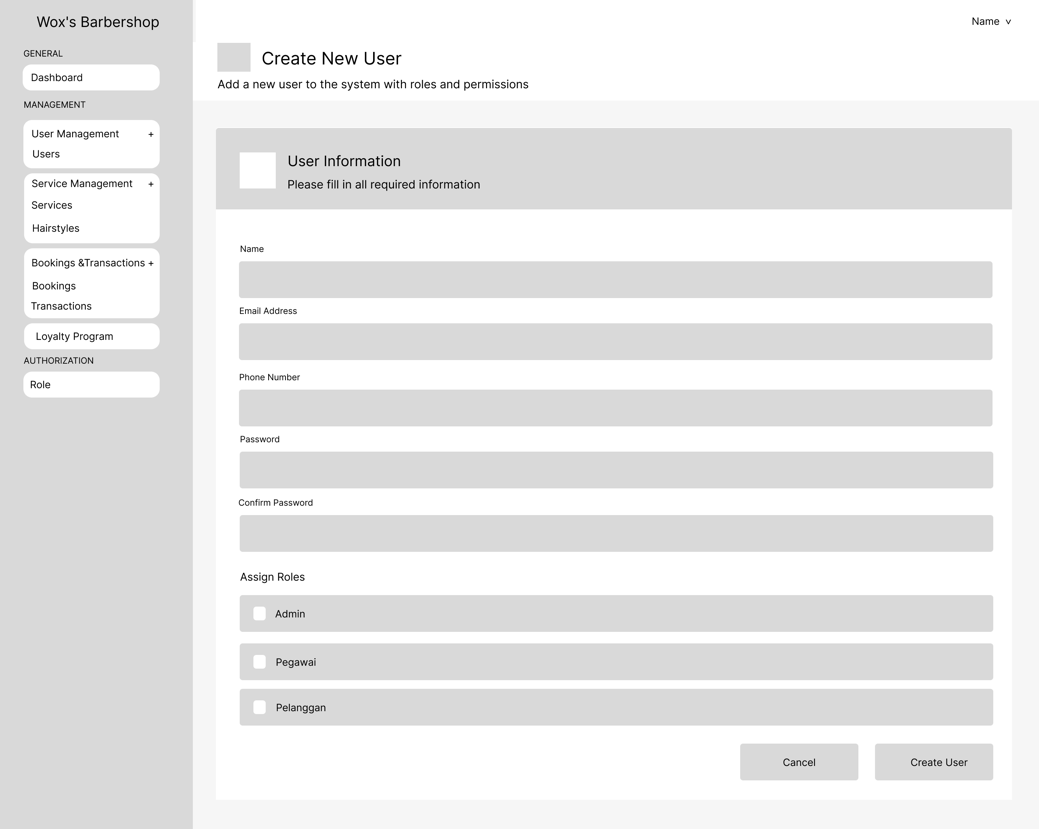 Wox's Barbershop
GENERAL
Dashboard
MANAGEMENT
User Management +
Users
Service Management +
Services
Hairstyles
Bookings &Transactions +
Bookings
Transactions
Loyalty Program
AUTHORIZATION
Role
Name v
Create New User
Add a new user to the system with roles and permissions
User Information
Please fill in all required information
Name
Email Address
Phone Number
Password
Confirm Password
Assign Roles
Admin
Pegawai
Pelanggan
Cancel
Create User